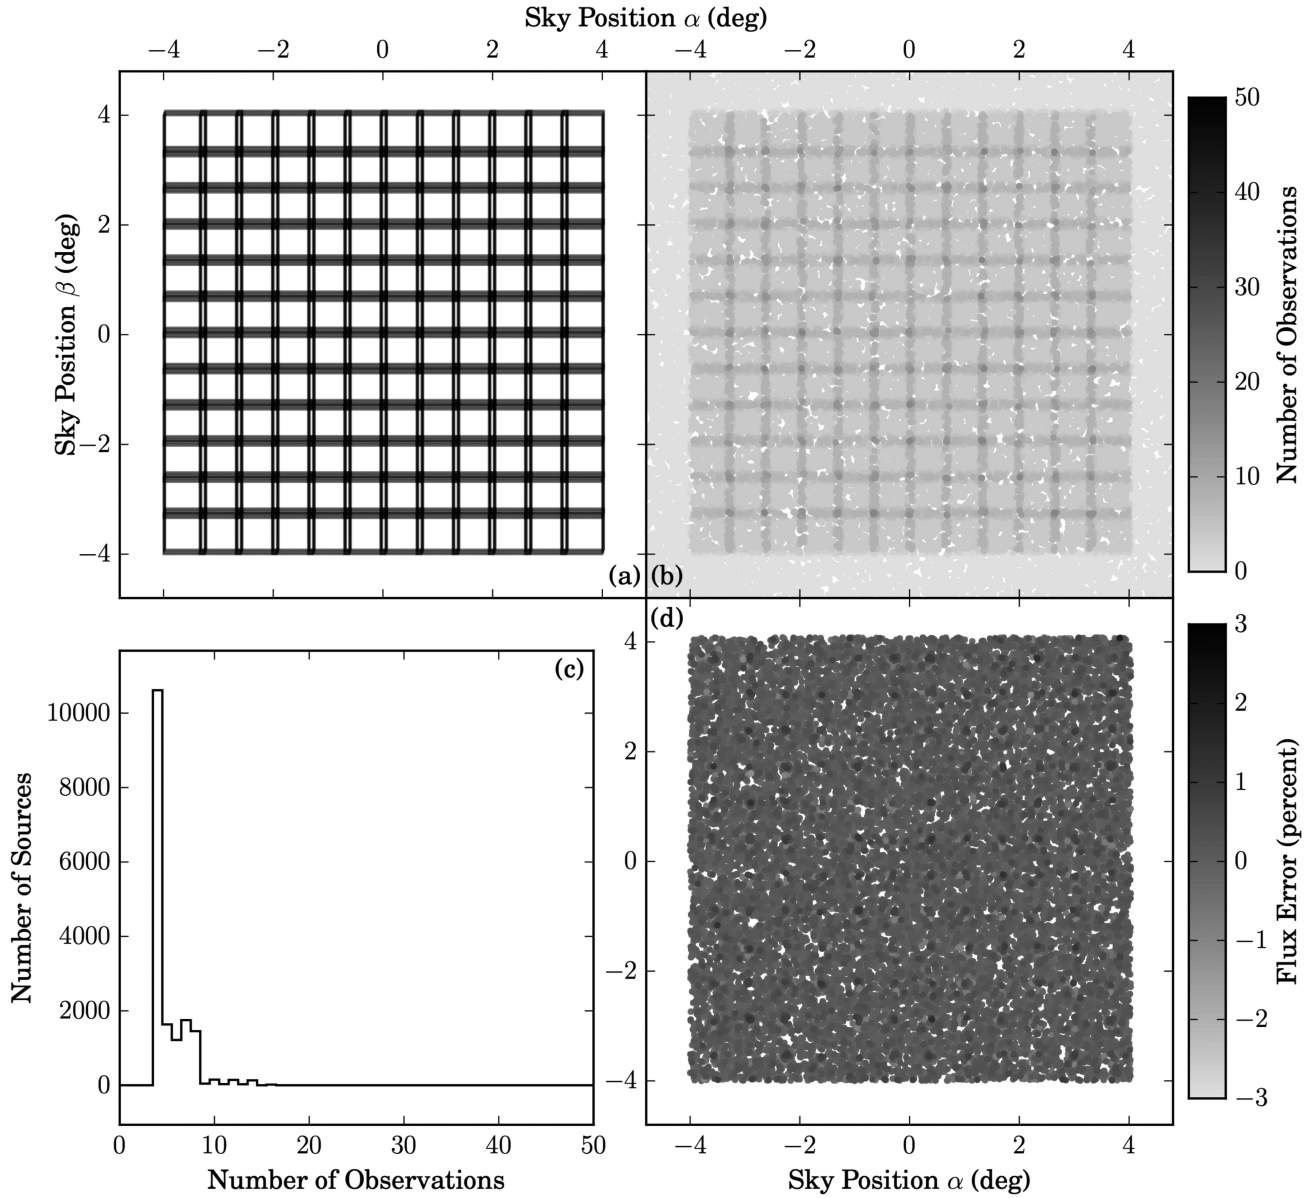 Sky Position α (deg)
−4 −2 0 2 4 −4 −2 0 2 4
4
2
0
−2
−4
Sky Position β (deg)
(a) (b)
50
40
30
20
10
0
Number of Observations
(c)
10000
8000
6000
4000
2000
0
Number of Sources
0 10 20 30 40 50
Number of Observations
(d)
4
2
0
−2
−4
−4 −2 0 2 4
Sky Position α (deg)
3
2
1
0
−1
−2
−3
Flux Error (percent)